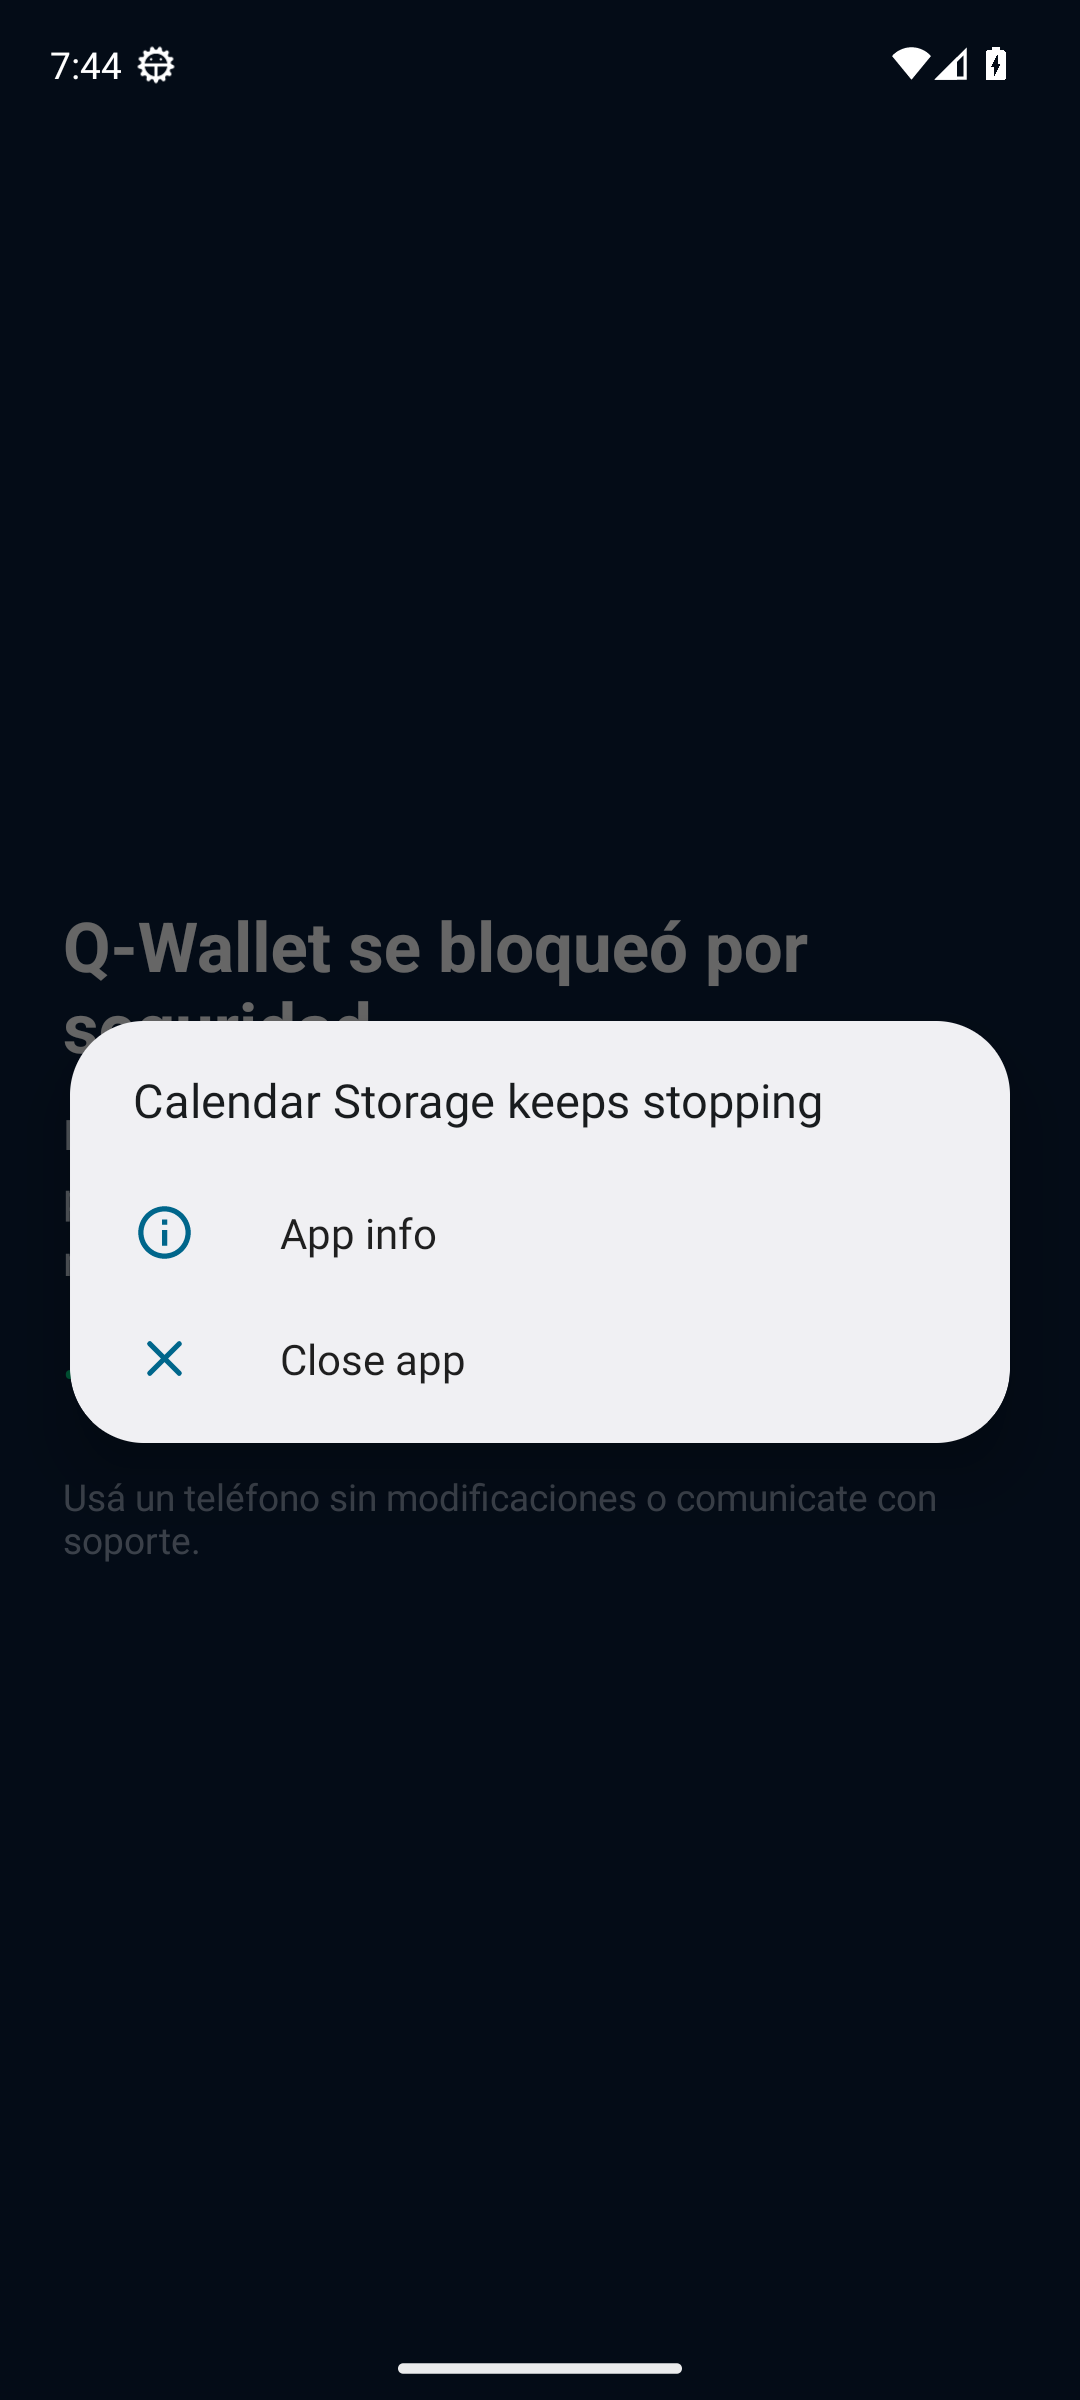 7:44
Q-Wallet se bloqueó por
seguridad
Calendar Storage keeps stopping
App info
Close app
Usá un teléfono sin modificaciones o comunicate con
soporte.